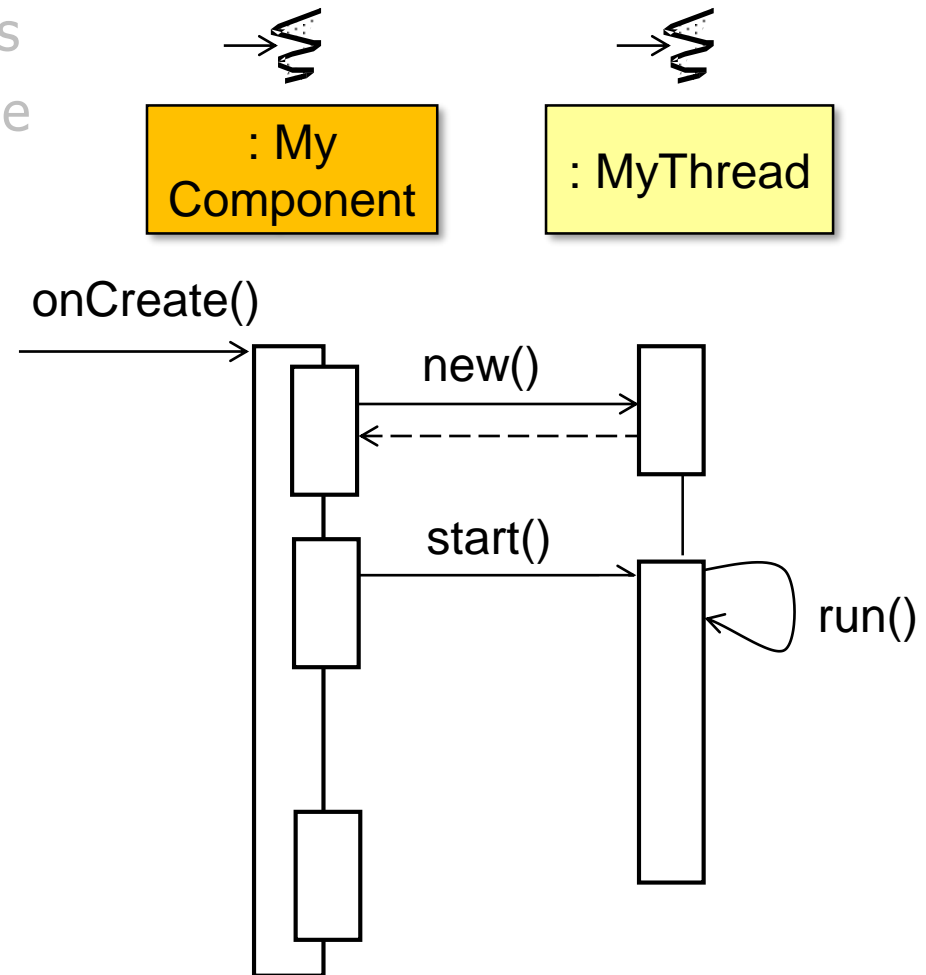 s
e
: My
Component
: MyThread
onCreate()
new()
start()
run()